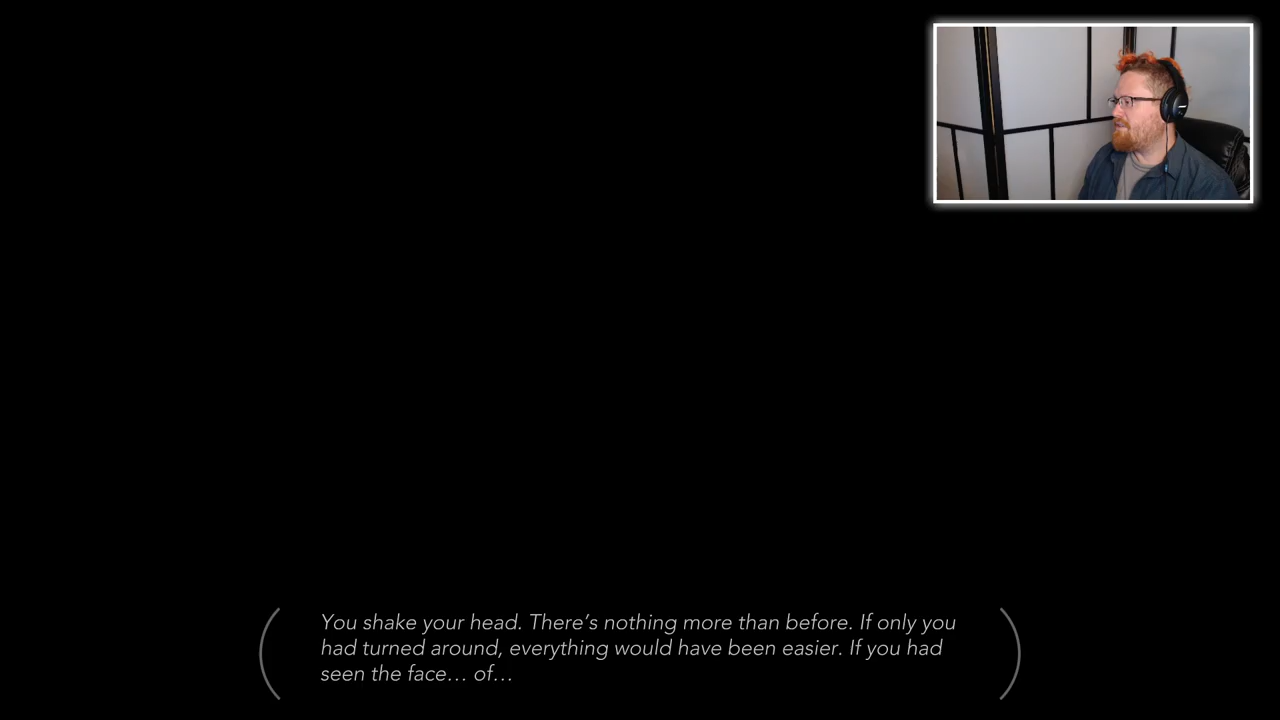 You shake your head. There’s nothing more than before. If only you
had turned around, everything would have been easier. If you had
seen the face… of…